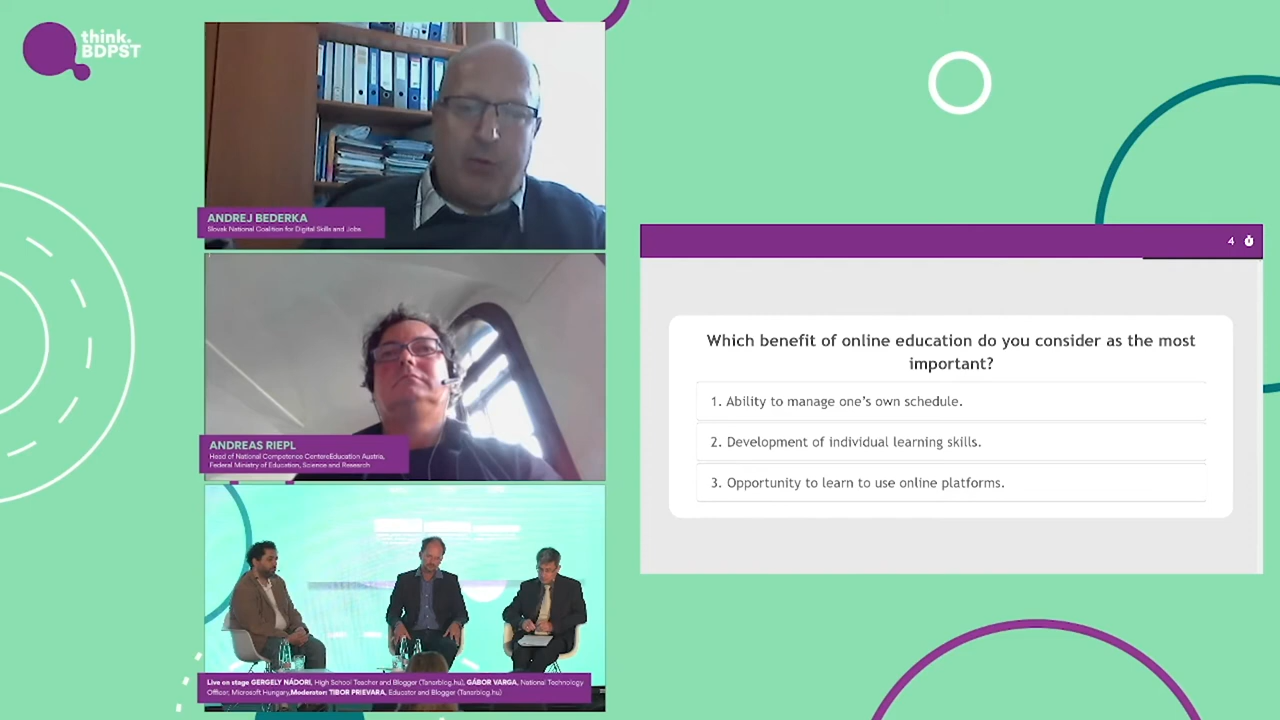 think.
BDPST
ANDREJ BEDERKA
Slovak National Coalition for Digital Skills and Jobs
ANDREAS RIEPL
Head of National Competence CentereEducation Austria,
Federal Ministry of Education, Science and Research
Live on stage GERGELY NÁDORI, High School Teacher and Blogger (Tanarblog.hu), GÁBOR VARGA, National Technology
Officer, Microsoft Hungary,Moderator: TIBOR PRIEVARA, Educator and Blogger (Tanarblog.hu)
4
Which benefit of online education do you consider as the most
important?
1. Ability to manage one's own schedule.
2. Development of individual learning skills.
3. Opportunity to learn to use online platforms.